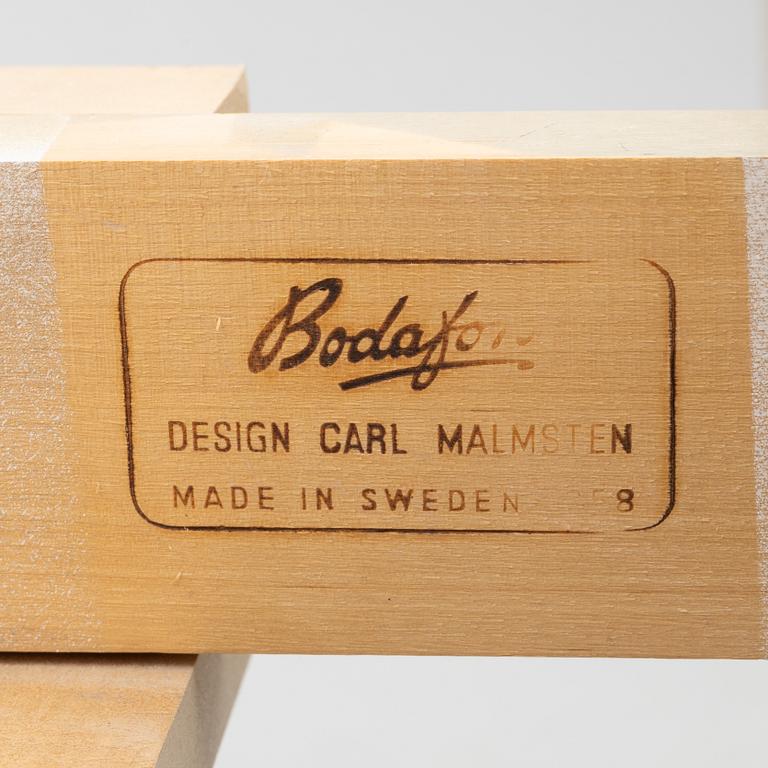 Bodafors
DESIGN CARL MALMSTEN
MADE IN SWEDEN